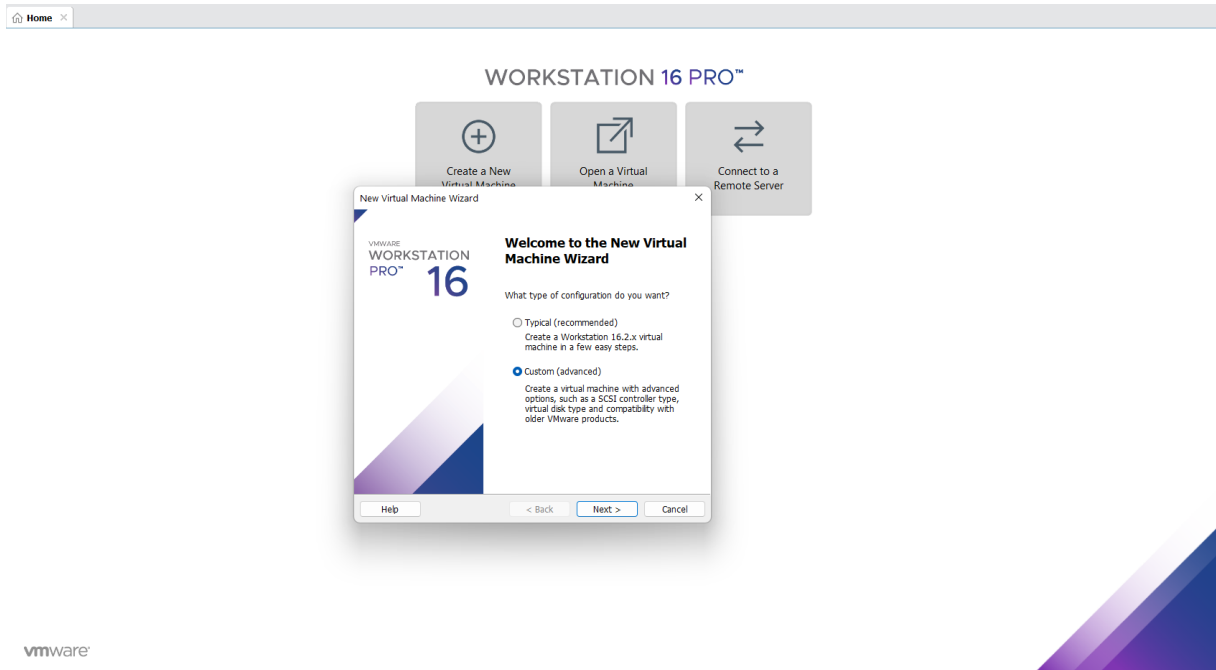 Home
WORKSTATION 16 PRO™
Create a New
Virtual Machine
Open a Virtual
Machine
Connect to a
Remote Server
New Virtual Machine Wizard
VMWARE
WORKSTATION
PRO™ 16
Welcome to the New Virtual
Machine Wizard
What type of configuration do you want?
Typical (recommended)
Create a Workstation 16.2.x virtual
machine in a few easy steps.
Custom (advanced)
Create a virtual machine with advanced
options, such as a SCSI controller type,
virtual disk type and compatibility with
older VMware products.
Help
< Back
Next >
Cancel
vmware®